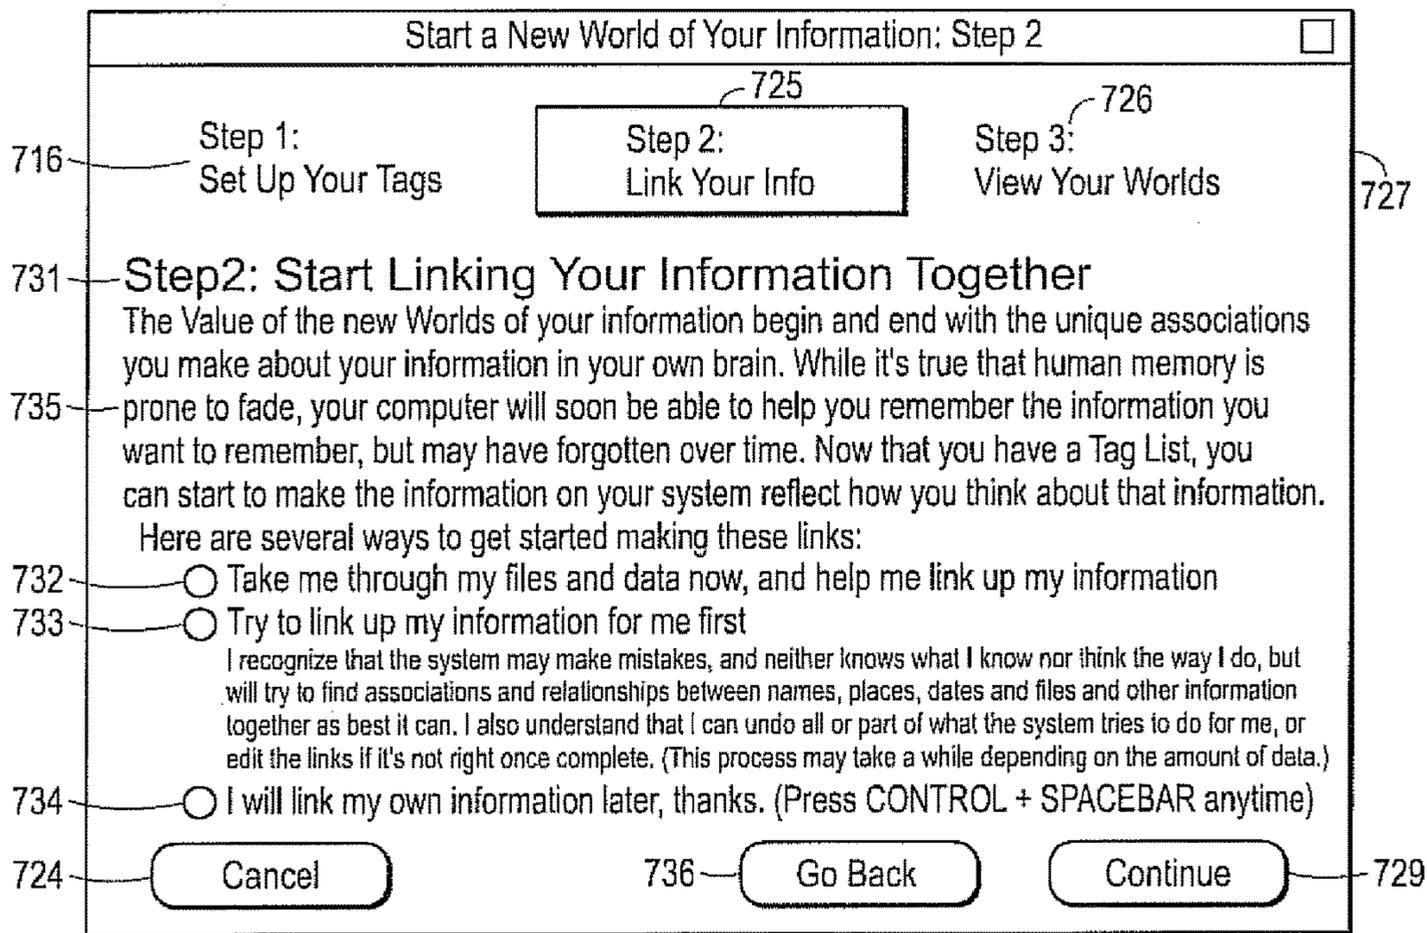 Start a New World of Your Information: Step 2
725
726
716
Step 1:
Set Up Your Tags
Step 2:
Link Your Info
Step 3:
View Your Worlds
727
731
Step2: Start Linking Your Information Together
The Value of the new Worlds of your information begin and end with the unique associations
you make about your information in your own brain. While it's true that human memory is
735
prone to fade, your computer will soon be able to help you remember the information you
want to remember, but may have forgotten over time. Now that you have a Tag List, you
can start to make the information on your system reflect how you think about that information.
Here are several ways to get started making these links:
732
Take me through my files and data now, and help me link up my information
733
Try to link up my information for me first
I recognize that the system may make mistakes, and neither knows what I know nor think the way I do, but
will try to find associations and relationships between names, places, dates and files and other information
together as best it can. I also understand that I can undo all or part of what the system tries to do for me, or
edit the links if it's not right once complete. (This process may take a while depending on the amount of data.)
734
I will link my own information later, thanks. (Press CONTROL + SPACEBAR anytime)
724
Cancel
736
Go Back
Continue
729